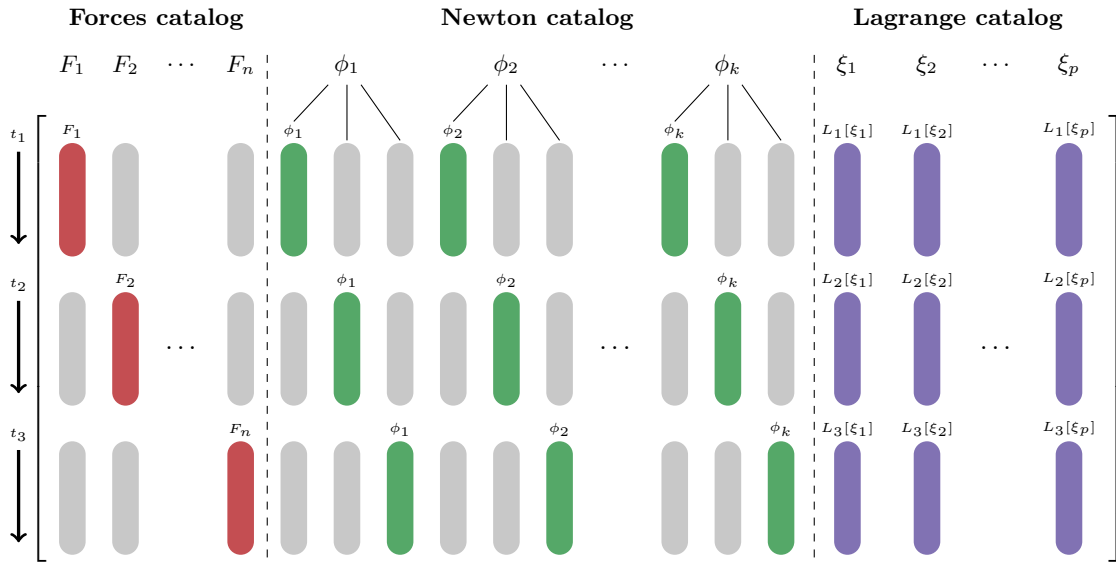 Forces catalog Newton catalog Lagrange catalog
F₁ F₂ ⋯ Fₙ ϕ₁ ϕ₂ ⋯ ϕₖ ξ₁ ξ₂ ⋯ ξₚ
t₁ F₁ ϕ₁ ϕ₂ ϕₖ L₁[ξ₁] L₁[ξ₂] L₁[ξₚ]
t₂ F₂ ϕ₁ ϕ₂ ϕₖ L₂[ξ₁] L₂[ξ₂] L₂[ξₚ]
⋯ ⋯ ⋯
t₃ Fₙ ϕ₁ ϕ₂ ϕₖ L₃[ξ₁] L₃[ξ₂] L₃[ξₚ]